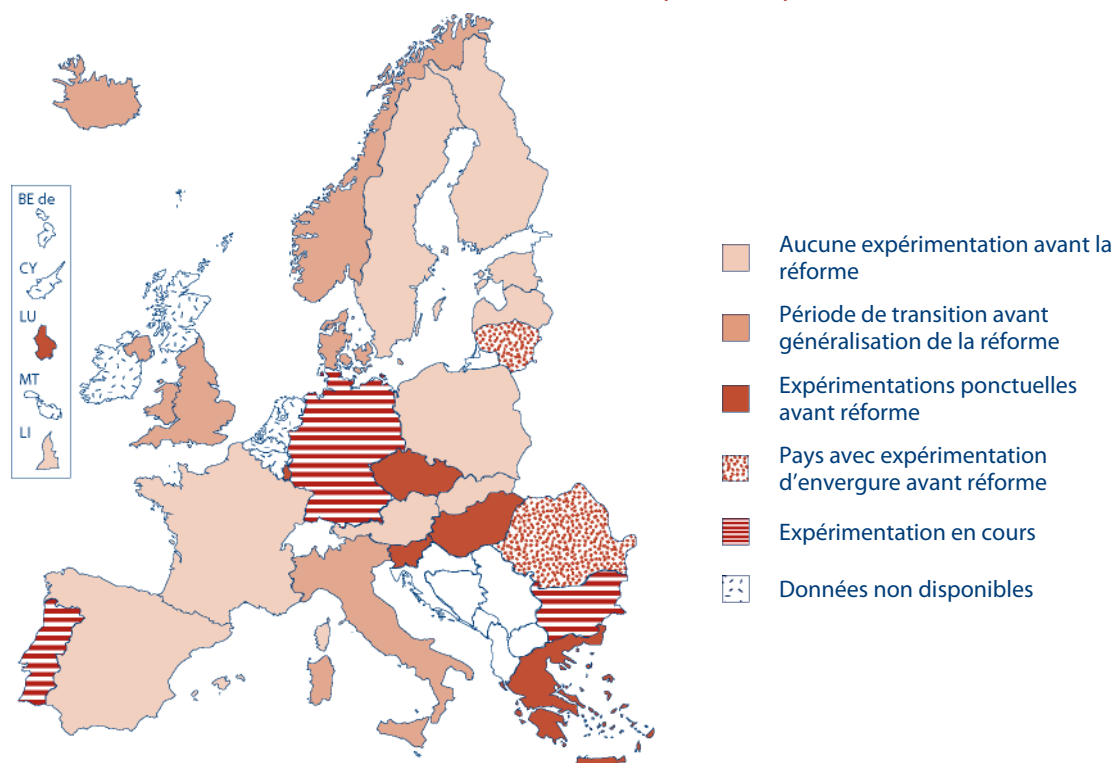 BE de
CY
LU
MT
LI
Aucune expérimentation avant la
réforme
Période de transition avant
généralisation de la réforme
Expérimentations ponctuelles
avant réforme
Pays avec expérimentation
d'envergure avant réforme
Expérimentation en cours
Données non disponibles